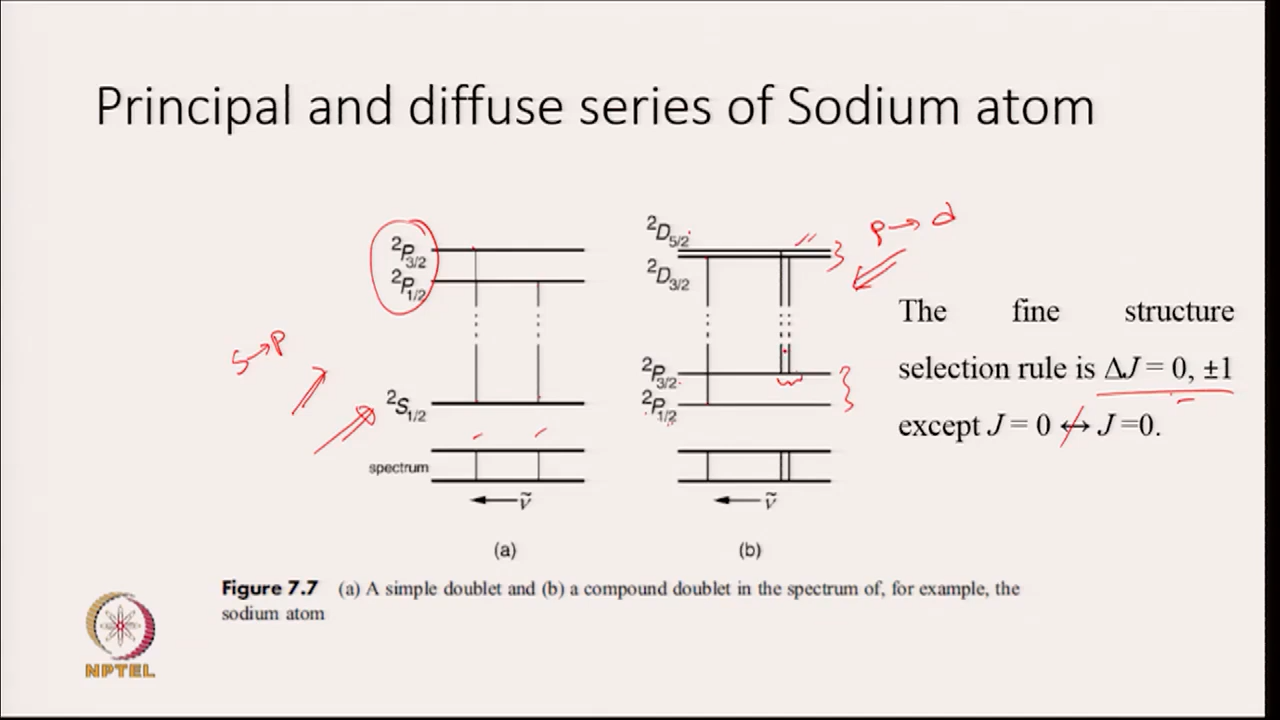 Principal and diffuse series of Sodium atom
²P₃/₂
²P₁/₂
S→P
²S₁/₂
spectrum
ν̃
(a)
²D₅/₂
²D₃/₂
P→d
²P₃/₂
²P₁/₂
ν̃
(b)
The fine structure
selection rule is ΔJ = 0, ±1
except J = 0 ↔ J =0.
Figure 7.7 (a) A simple doublet and (b) a compound doublet in the spectrum of, for example, the
sodium atom
NPTEL